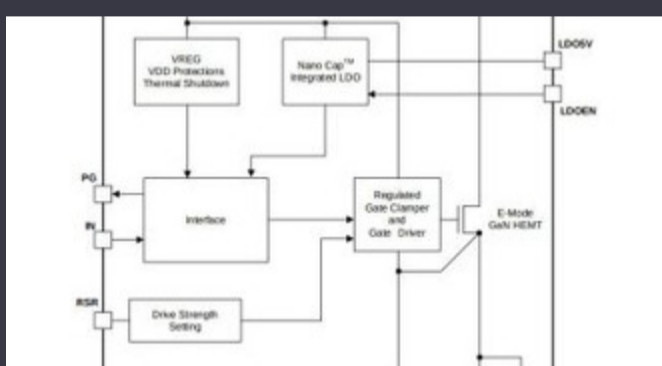 VREG
VDD Protections
Thermal Shutdown
Nano Cap™
Integrated LDO
LDO5V
LDOEN
PG
Interface
IN
Regulated
Gate Clamper
and
Gate Driver
E-Mode
GaN HEMT
RSR
Drive Strength
Setting